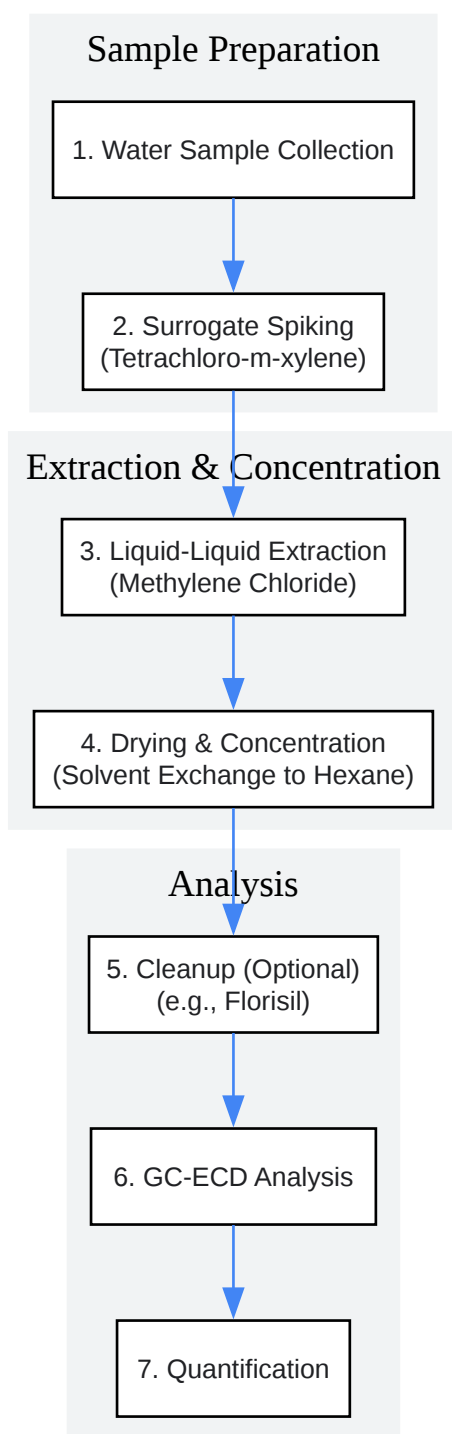 Sample Preparation
1. Water Sample Collection
2. Surrogate Spiking
(Tetrachloro-m-xylene)
Extraction & Concentration
3. Liquid-Liquid Extraction
(Methylene Chloride)
4. Drying & Concentration
(Solvent Exchange to Hexane)
Analysis
5. Cleanup (Optional)
(e.g., Florisil)
6. GC-ECD Analysis
7. Quantification